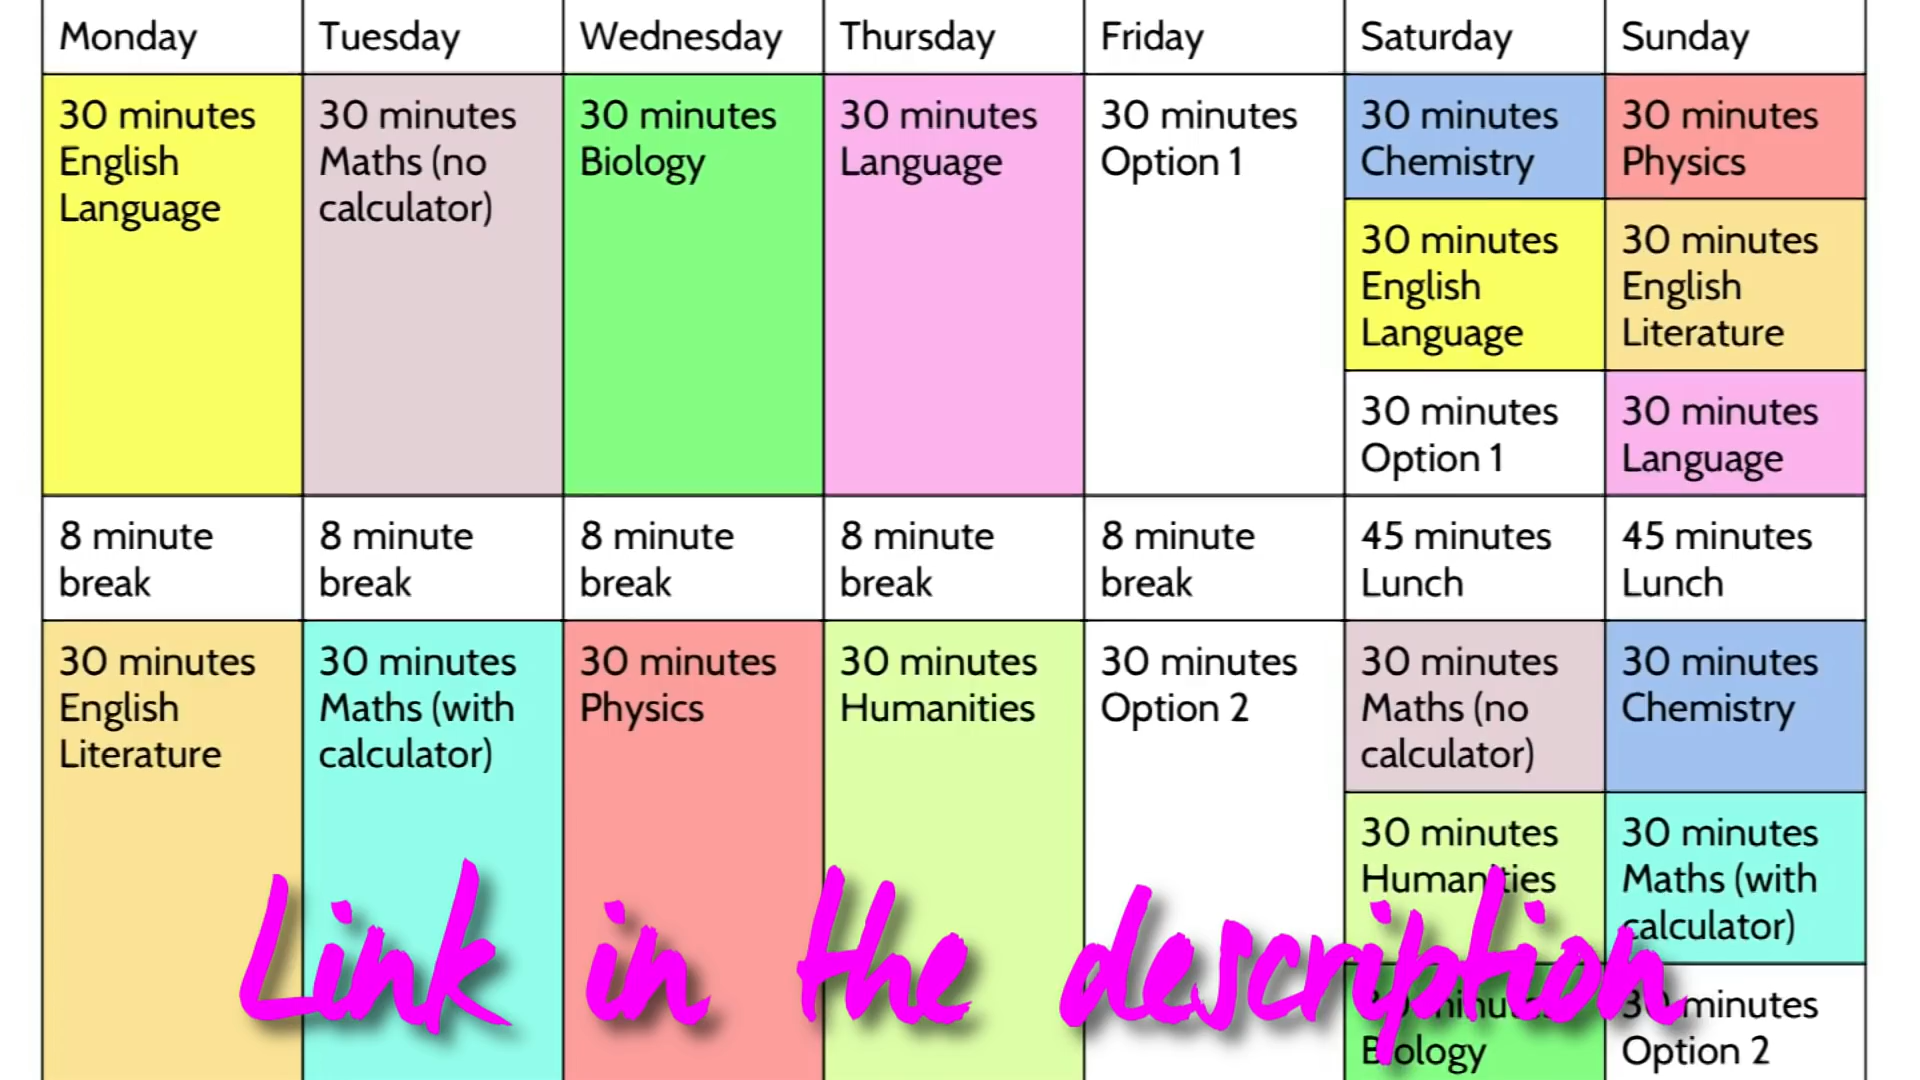 Monday Tuesday Wednesday Thursday Friday Saturday Sunday
30 minutes
English
Language
30 minutes
Maths (no
calculator)
30 minutes
Biology
30 minutes
Language
30 minutes
Option 1
30 minutes
Chemistry
30 minutes
English
Language
30 minutes
Option 1
30 minutes
Physics
30 minutes
English
Literature
30 minutes
Language
8 minute
break
8 minute
break
8 minute
break
8 minute
break
8 minute
break
45 minutes
Lunch
45 minutes
Lunch
30 minutes
English
Literature
30 minutes
Maths (with
calculator)
30 minutes
Physics
30 minutes
Humanities
30 minutes
Option 2
30 minutes
Maths (no
calculator)
30 minutes
Humanities
30 minutes
Biology
30 minutes
Chemistry
30 minutes
Maths (with
calculator)
30 minutes
Option 2
Link in the description